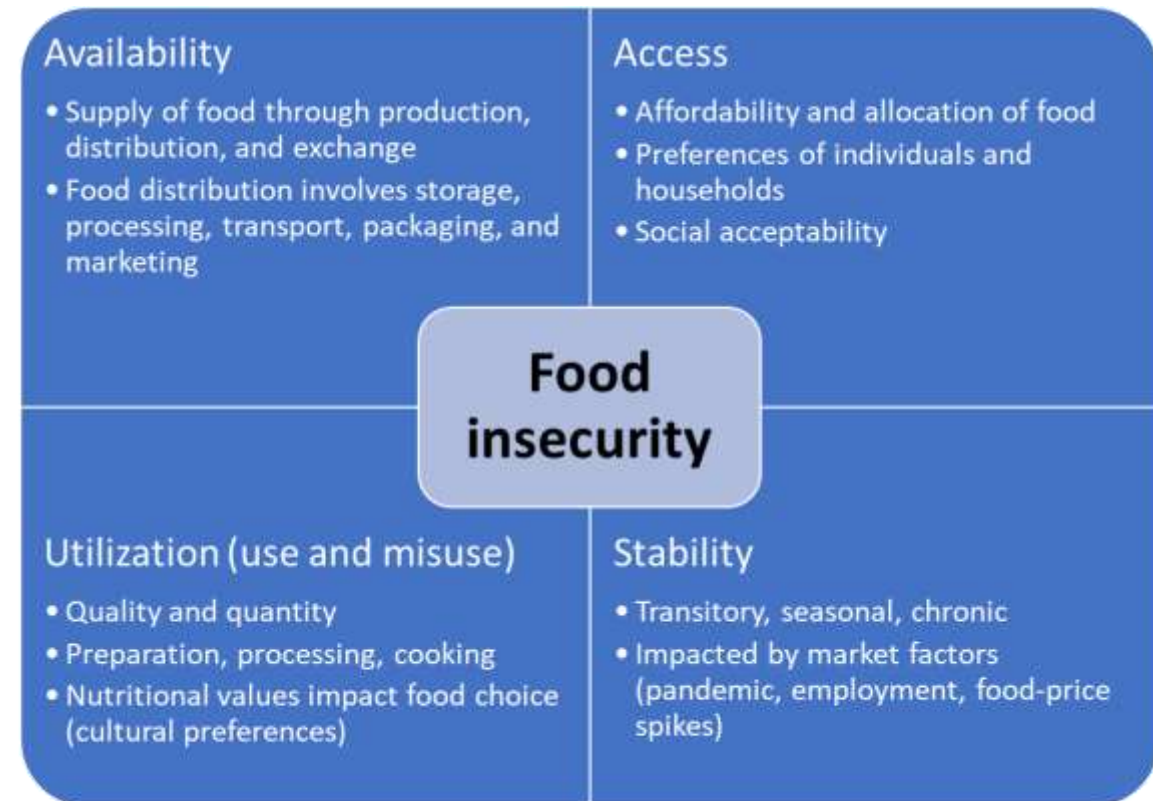 Availability
• Supply of food through production,
distribution, and exchange
• Food distribution involves storage,
processing, transport, packaging, and
marketing
Access
• Affordability and allocation of food
• Preferences of individuals and
households
• Social acceptability
Food
insecurity
Utilization (use and misuse)
• Quality and quantity
• Preparation, processing, cooking
• Nutritional values impact food choice
(cultural preferences)
Stability
• Transitory, seasonal, chronic
• Impacted by market factors
(pandemic, employment, food-price
spikes)